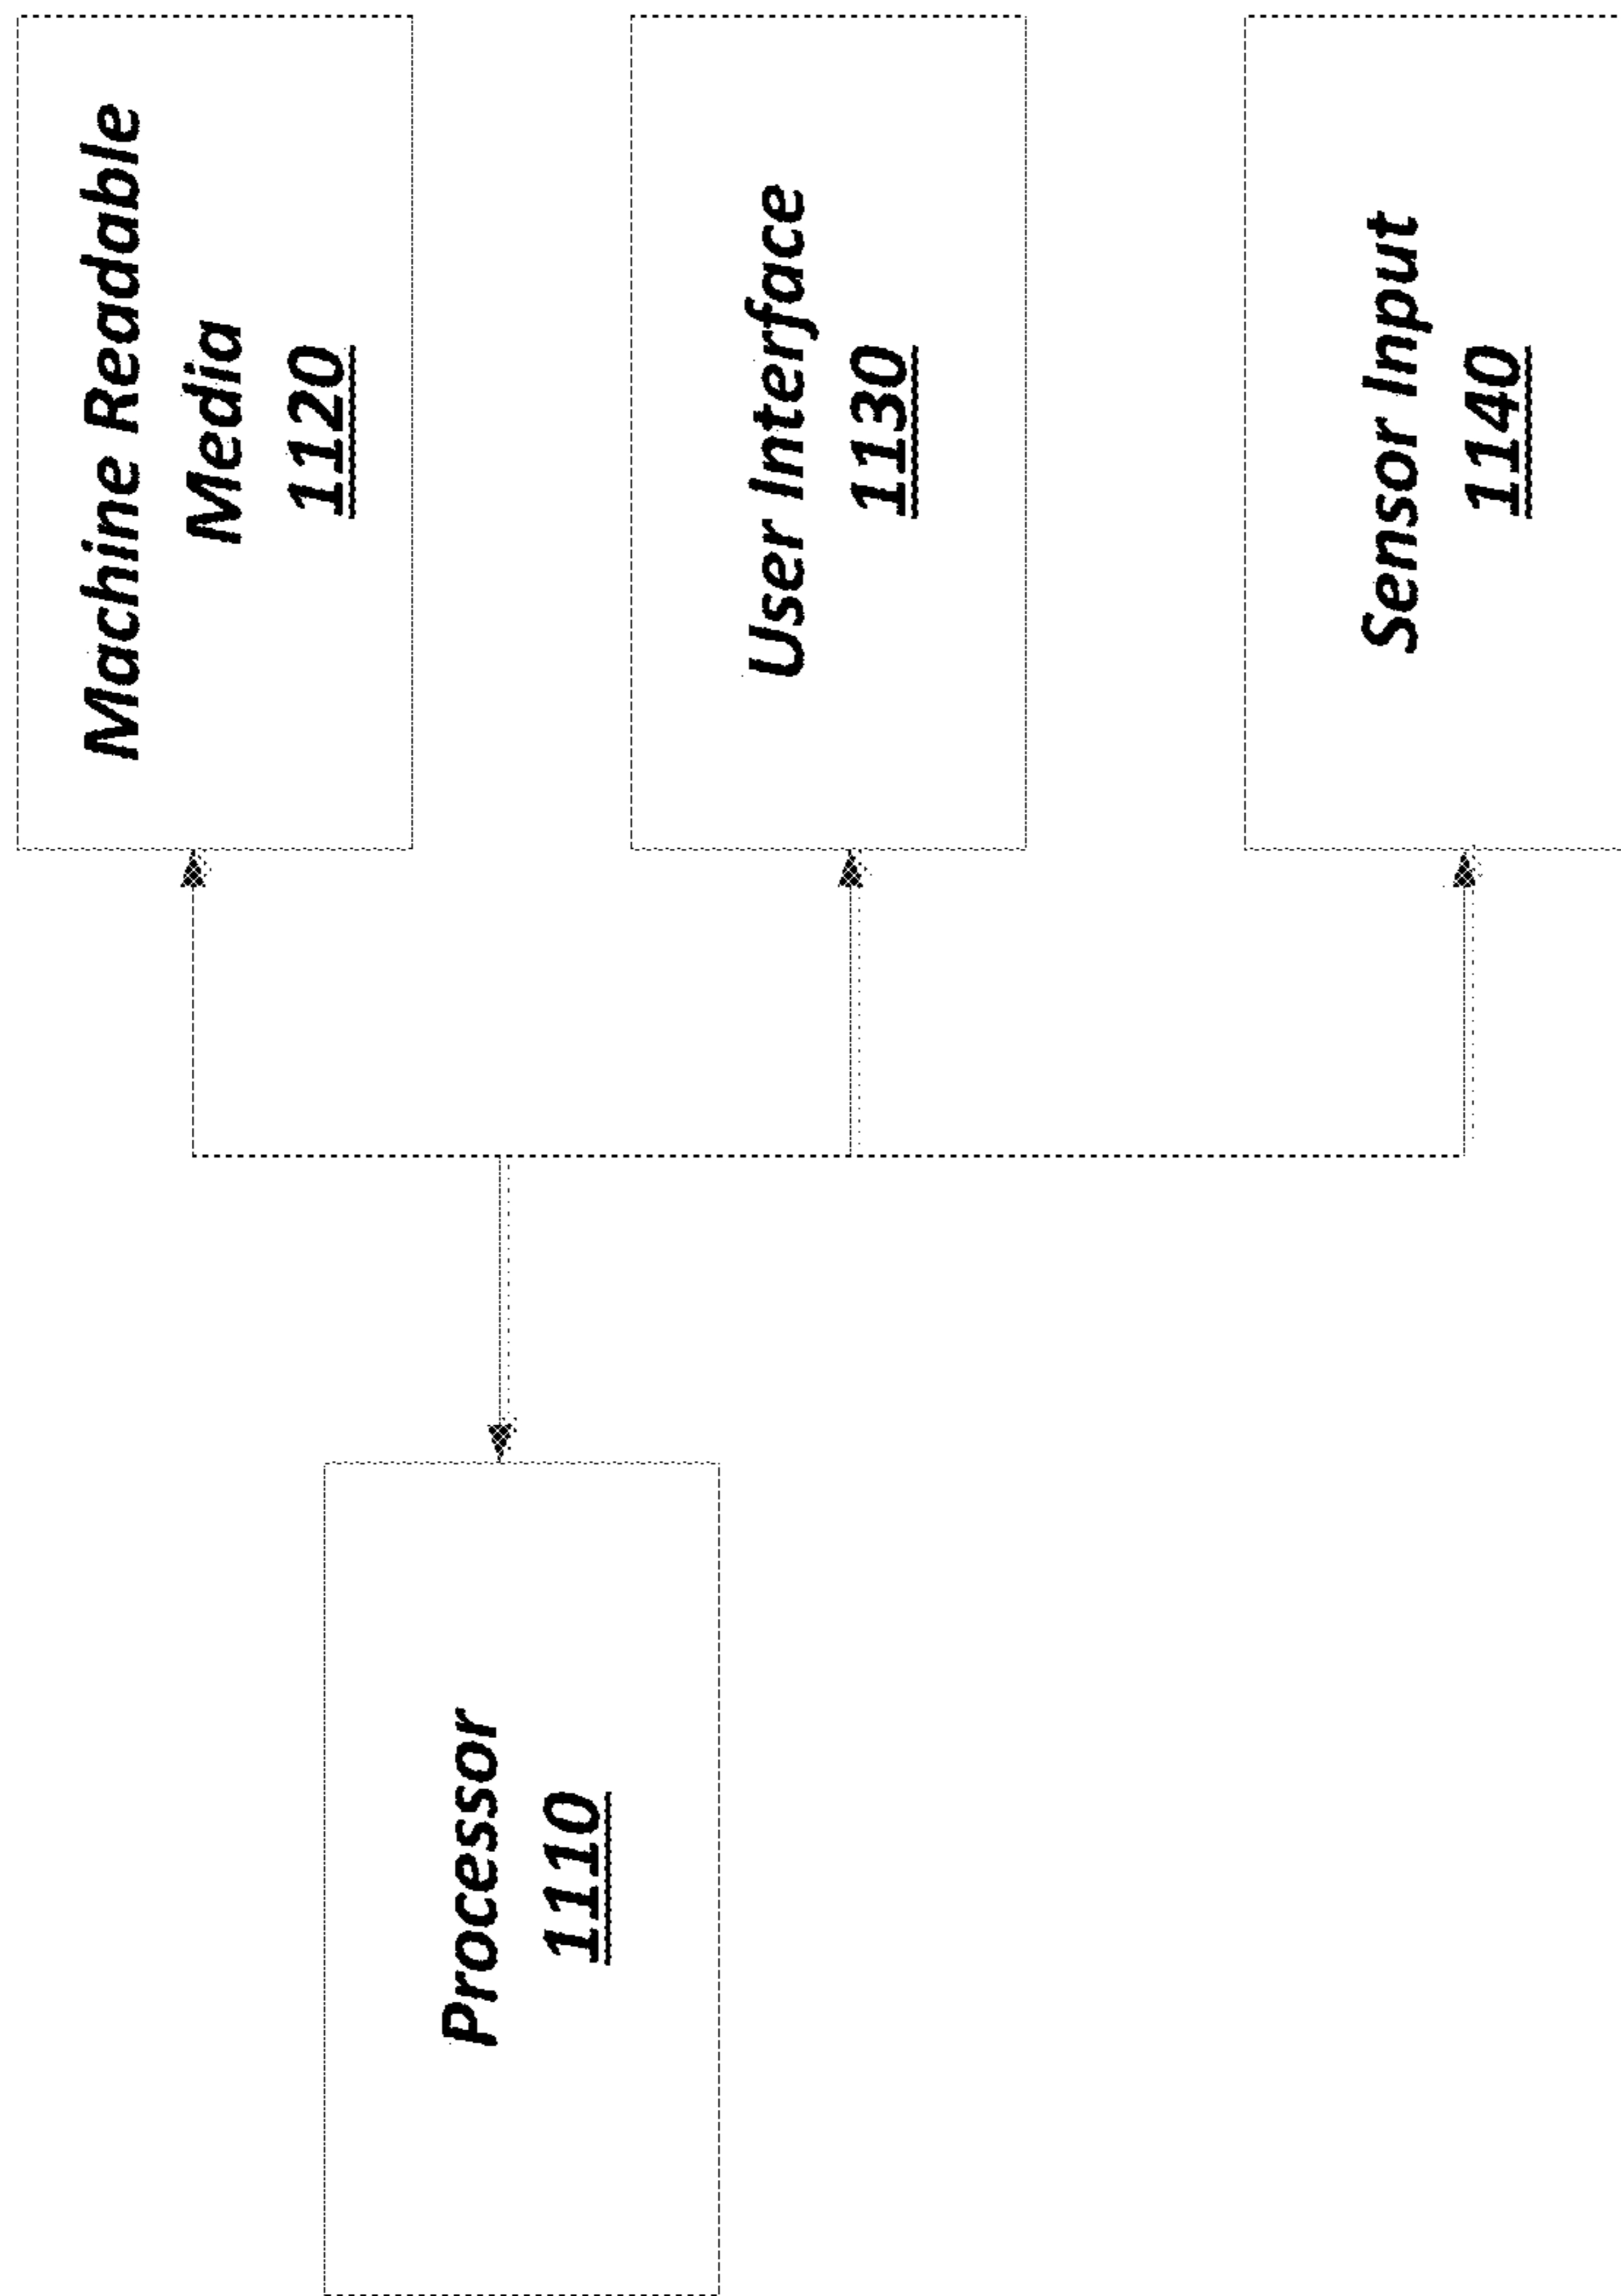 Processor
1110
Machine Readable
Media
1120
User Interface
1130
Sensor Input
1140